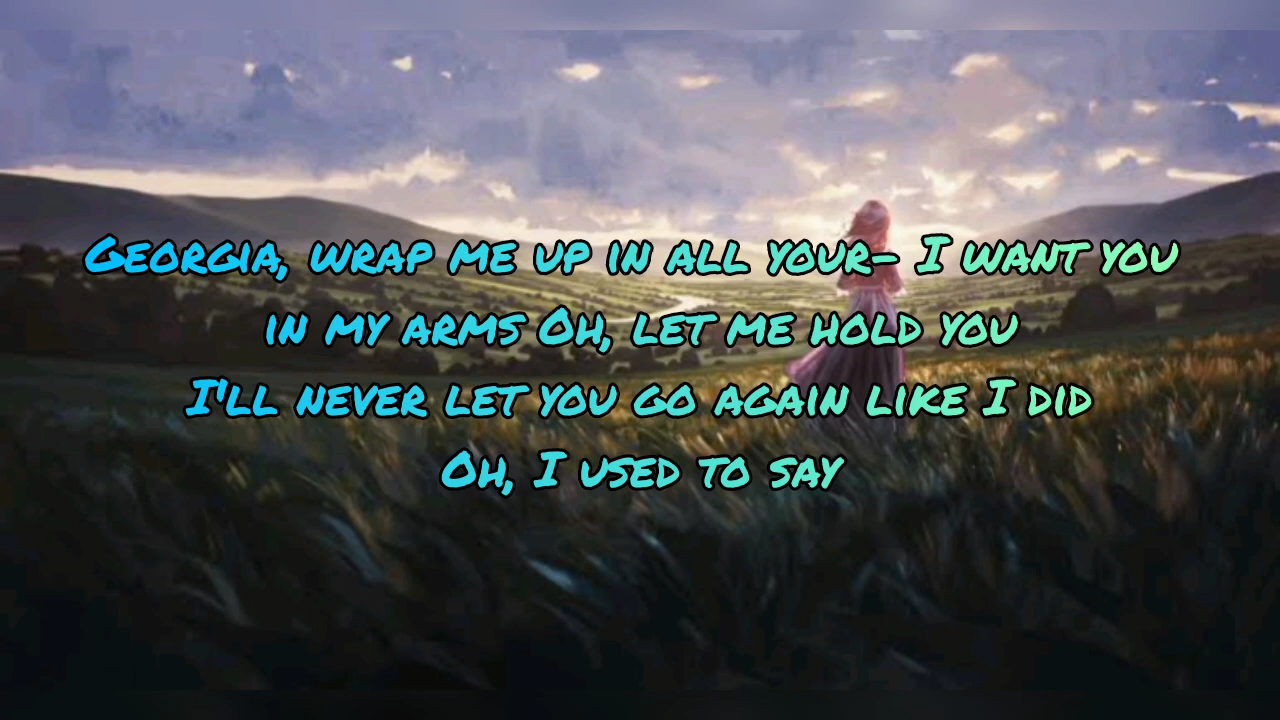 Georgia, wrap me up in all your- I want you
in my arms Oh, let me hold you
I'll never let you go again like I did
Oh, I used to say